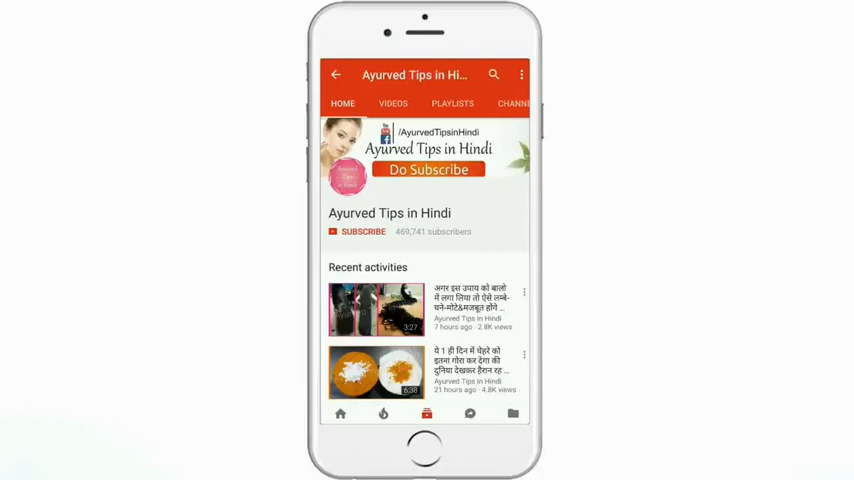 Ayurved Tips in Hi...
HOME VIDEOS PLAYLISTS CHANNE
/AyurvedTipsinHindi
Ayurved Tips in Hindi
Do Subscribe
Ayurved Tips in Hindi
SUBSCRIBE 469,741 subscribers
Recent activities
अगर इस उपाय को बालो
में लगा लिया तो ऐसे लम्बे-
घने-मोटे&मजबूत होंगे ...
Ayurved Tips in Hindi
7 hours ago · 2.8K views
3:27
ये 1 ही दिन में चेहरे को
इतना गोरा कर देगा की
दुनिया देखकर हैरान रह ...
Ayurved Tips in Hindi
21 hours ago · 4.8K views
6:38